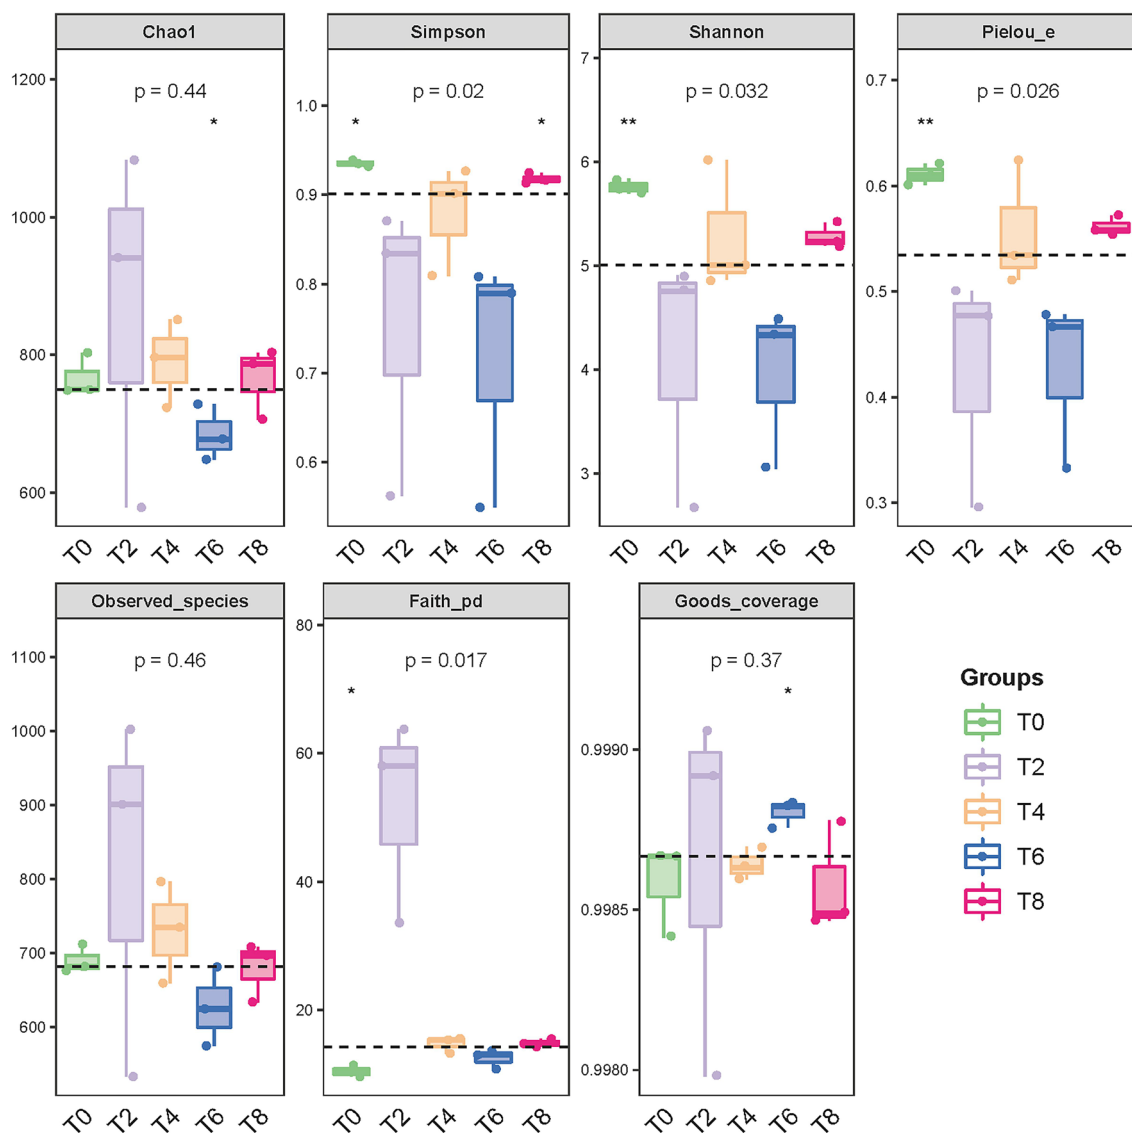 Chao1
1200
1000
800
600
p = 0.44
*
T0
T2
T4
T6
T8
Simpson
1.0
0.9
0.8
0.7
0.6
p = 0.02
*
*
T0
T2
T4
T6
T8
Shannon
7
6
5
4
3
p = 0.032
**
T0
T2
T4
T6
T8
Pielou_e
0.7
0.6
0.5
0.4
0.3
p = 0.026
**
T0
T2
T4
T6
T8
Observed_species
1100
1000
900
800
700
600
p = 0.46
T0
T2
T4
T6
T8
Faith_pd
80
60
40
20
p = 0.017
*
T0
T2
T4
T6
T8
Goods_coverage
0.9990
0.9985
0.9980
p = 0.37
*
T0
T2
T4
T6
T8
Groups
T0
T2
T4
T6
T8